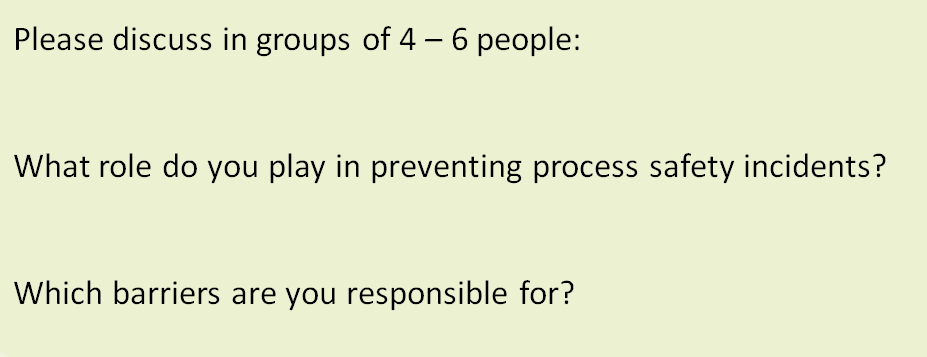 Please discuss in groups of 4 – 6 people:
What role do you play in preventing process safety incidents?
Which barriers are you responsible for?